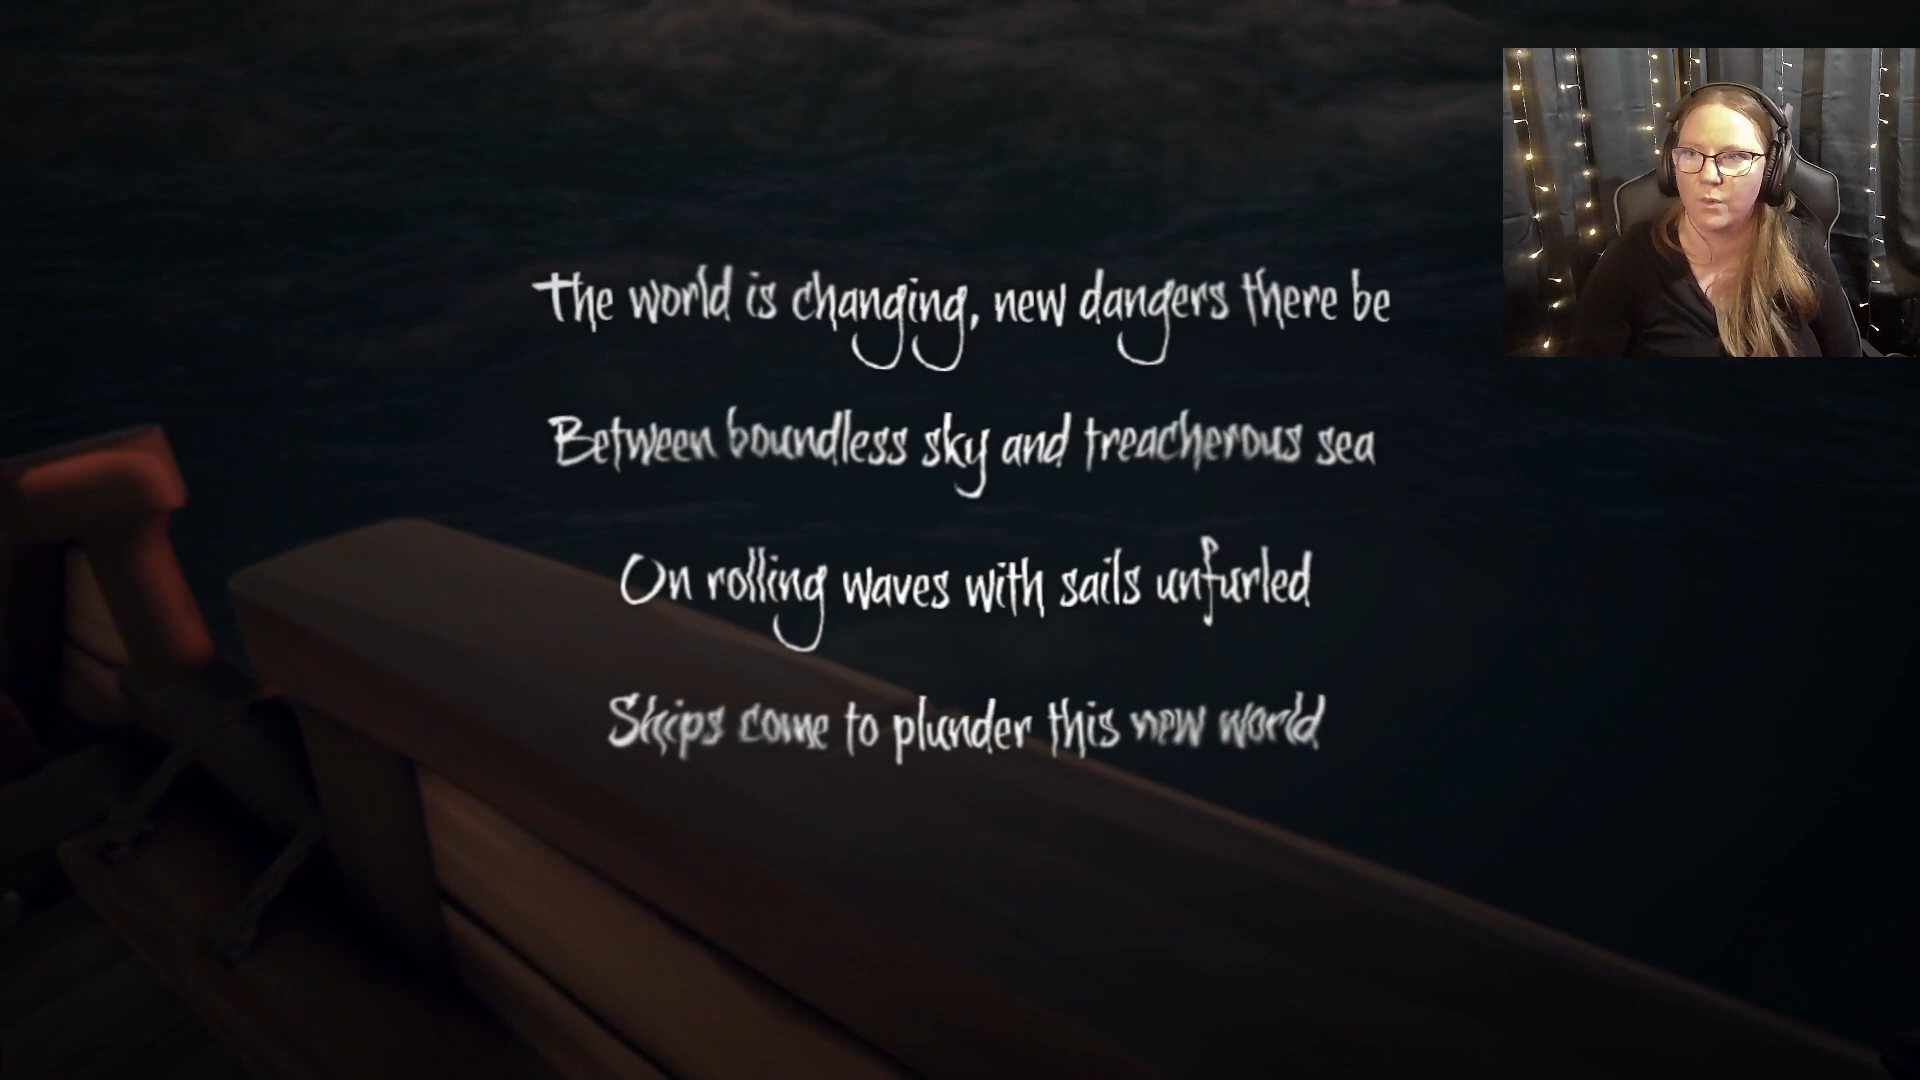 The world is changing, new dangers there be
Between boundless sky and treacherous sea
On rolling waves with sails unfurled
Ships come to plunder this new world